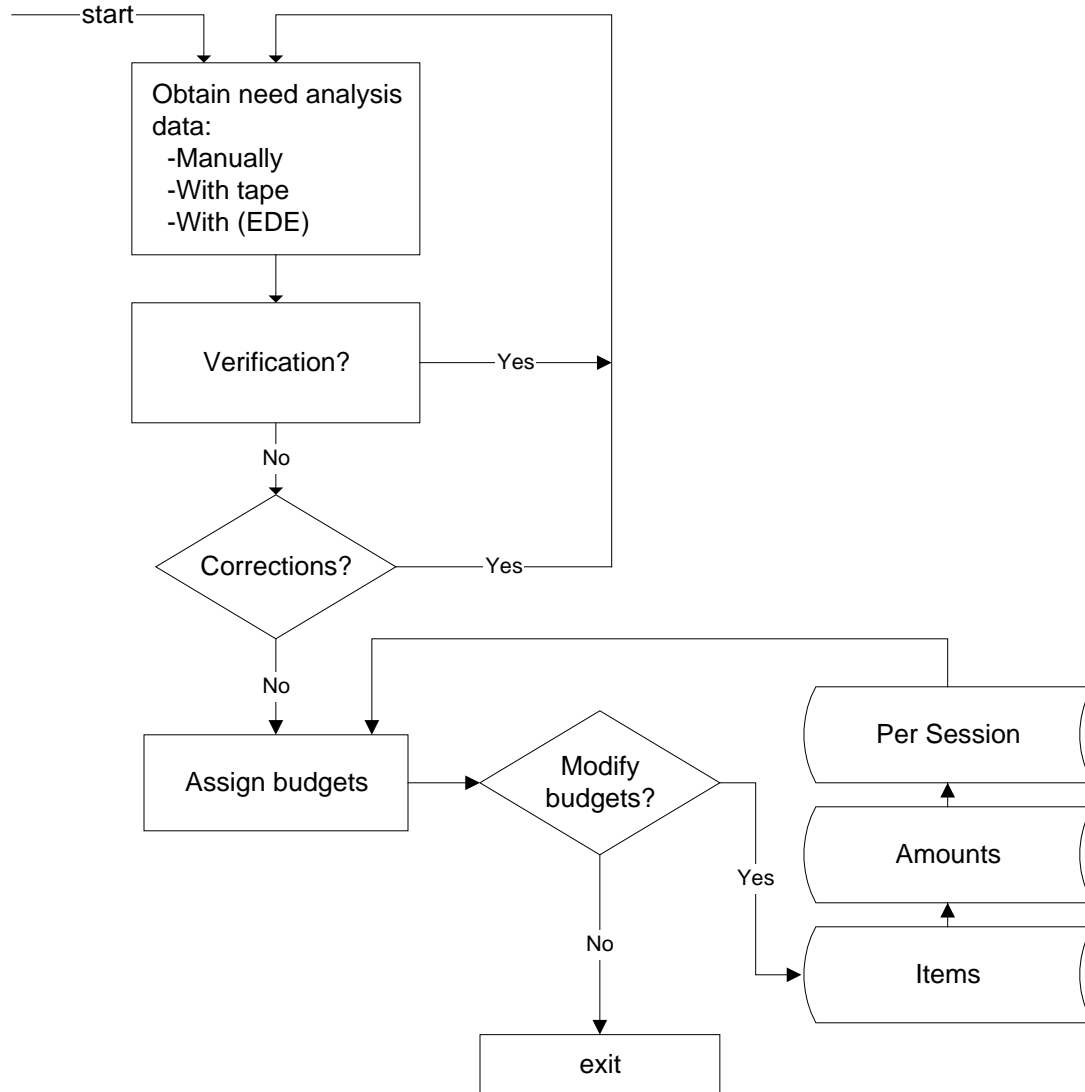 start
Obtain need analysis
data:
-Manually
-With tape
-With (EDE)
Verification?
Yes
No
Corrections?
Yes
No
Assign budgets
Modify
budgets?
Yes
No
Per Session
Amounts
Items
exit